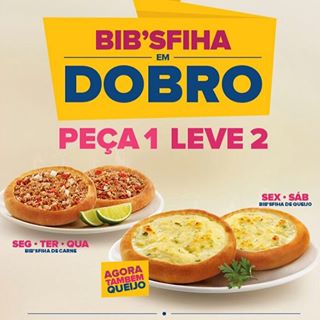 BIB'SFIHA
EM
DOBRO
PEÇA 1 LEVE 2
SEG • TER • QUA
BIB'SFIHA DE CARNE
SEX • SÁB
BIB'SFIHA DE QUEIJO
AGORA
TAMBÉM
QUEIJO